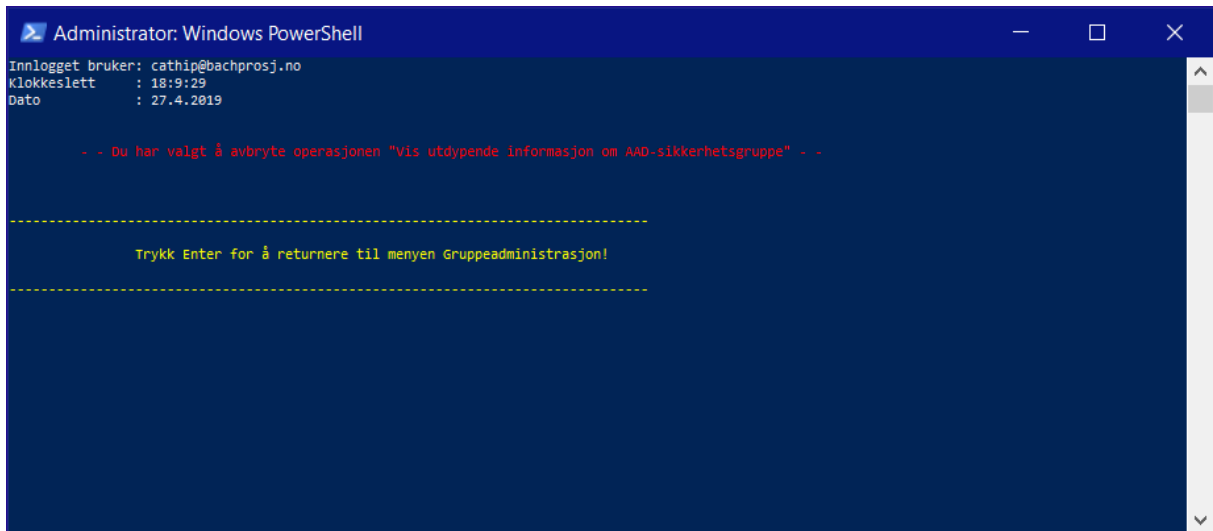 Administrator: Windows PowerShell
Innlogget bruker: cathip@bachprosj.no
Klokkeslett     : 18:9:29
Dato            : 27.4.2019
- - Du har valgt å avbryte operasjonen "Vis utdypende informasjon om AAD-sikkerhetsgruppe" - -
---------------------------------------------------------------------------------
Trykk Enter for å returnere til menyen Gruppeadministrasjon!
---------------------------------------------------------------------------------